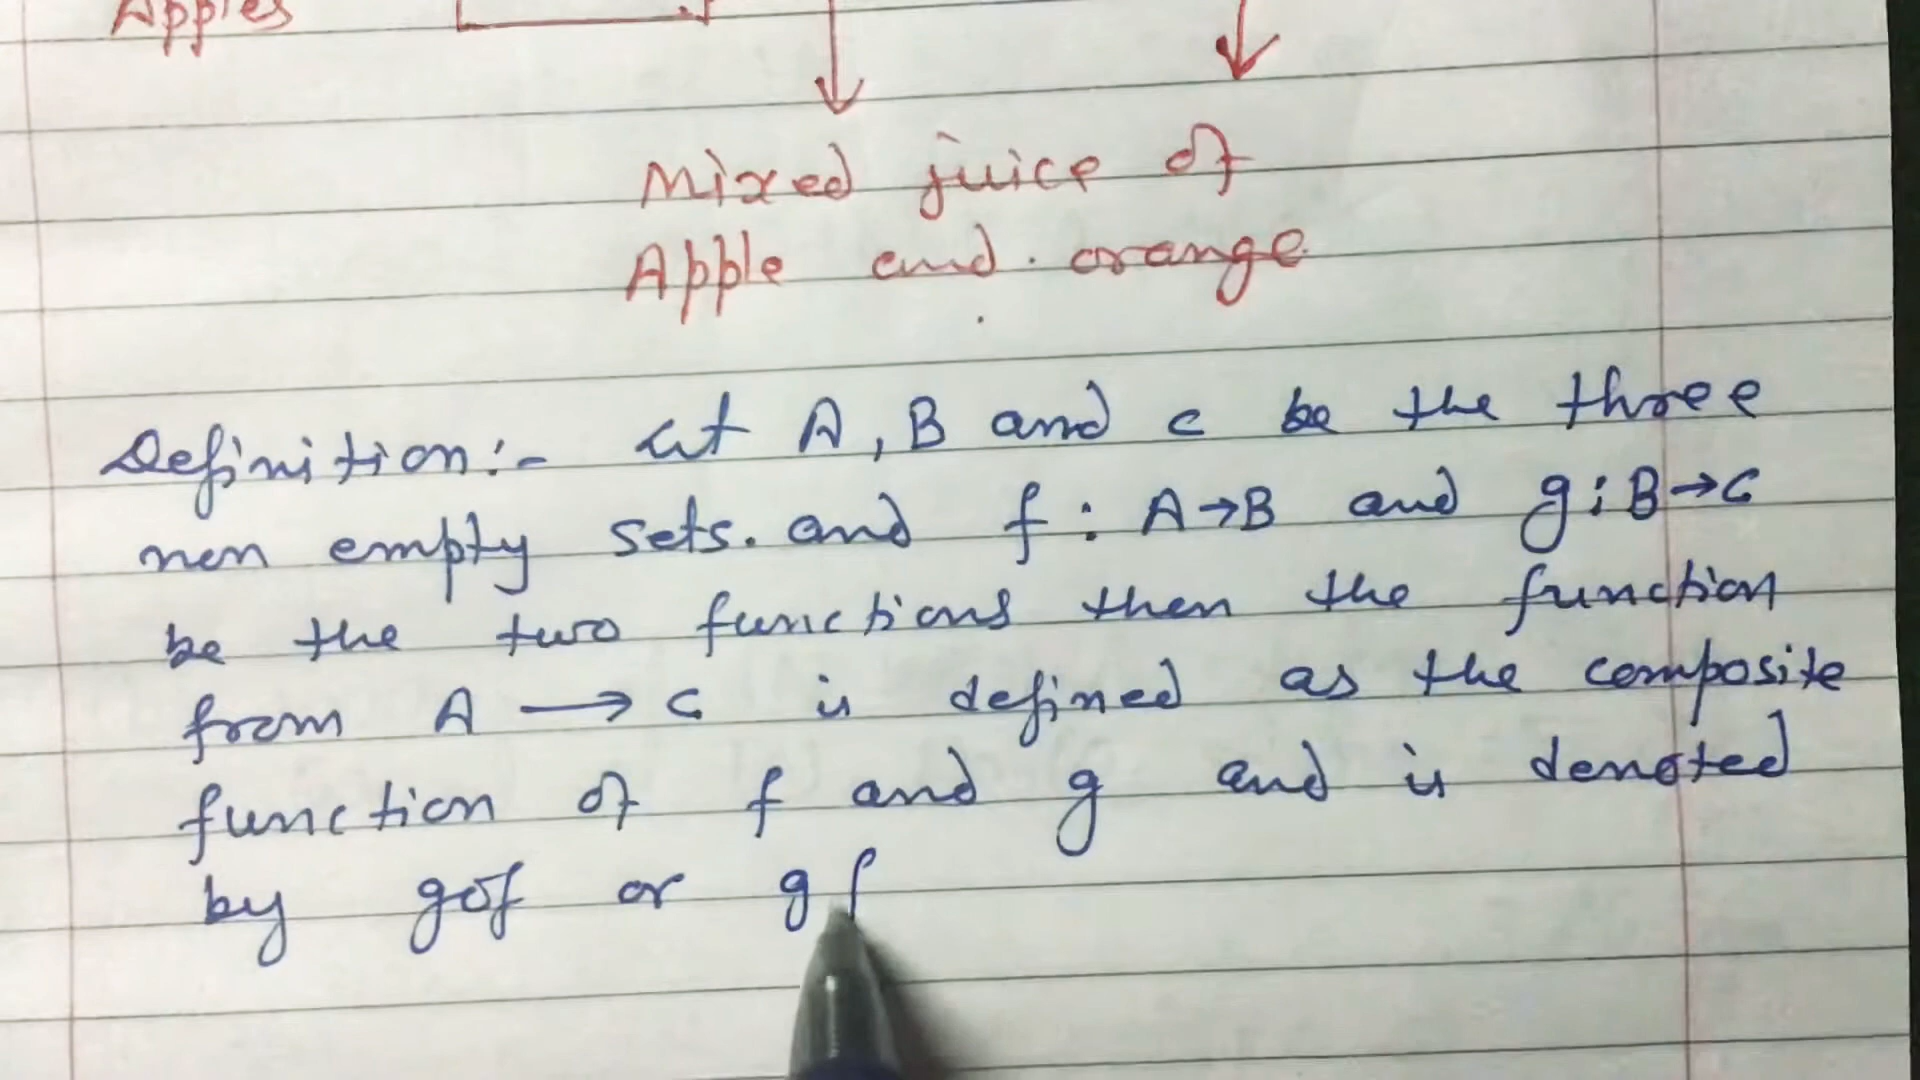 Apples
Mixed juice of
Apple and orange
Definition:- Let A, B and C be the three
non empty sets. and f : A→B and g : B→C
be the two functions then the function
from A ⟶ C is defined as the composite
function of f and g and is denoted
by gof or gf